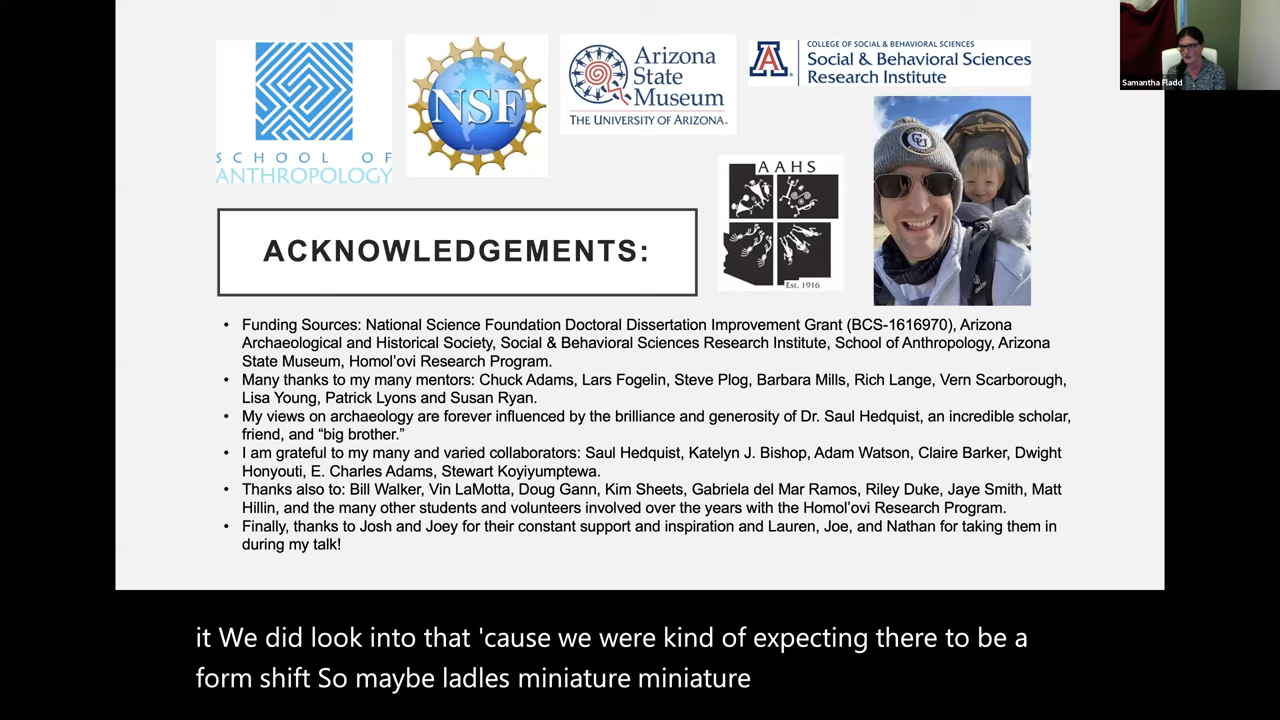 SCHOOL OF
ANTHROPOLOGY
NSF
Arizona
State
Museum
THE UNIVERSITY OF ARIZONA®
A
COLLEGE OF SOCIAL & BEHAVIORAL SCIENCES
Social & Behavioral Sciences
Research Institute
Samantha Fladd
AAHS
Est. 1916
CU
ACKNOWLEDGEMENTS:
• Funding Sources: National Science Foundation Doctoral Dissertation Improvement Grant (BCS-1616970), Arizona
Archaeological and Historical Society, Social & Behavioral Sciences Research Institute, School of Anthropology, Arizona
State Museum, Homol'ovi Research Program.
• Many thanks to my many mentors: Chuck Adams, Lars Fogelin, Steve Plog, Barbara Mills, Rich Lange, Vern Scarborough,
Lisa Young, Patrick Lyons and Susan Ryan.
• My views on archaeology are forever influenced by the brilliance and generosity of Dr. Saul Hedquist, an incredible scholar,
friend, and “big brother.”
• I am grateful to my many and varied collaborators: Saul Hedquist, Katelyn J. Bishop, Adam Watson, Claire Barker, Dwight
Honyouti, E. Charles Adams, Stewart Koyiyumptewa.
• Thanks also to: Bill Walker, Vin LaMotta, Doug Gann, Kim Sheets, Gabriela del Mar Ramos, Riley Duke, Jaye Smith, Matt
Hillin, and the many other students and volunteers involved over the years with the Homol'ovi Research Program.
• Finally, thanks to Josh and Joey for their constant support and inspiration and Lauren, Joe, and Nathan for taking them in
during my talk!
it We did look into that 'cause we were kind of expecting there to be a
form shift So maybe ladles miniature miniature